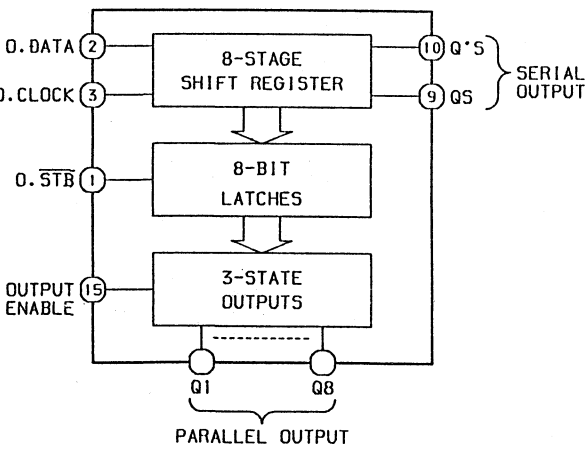 O.DATA 2
8-STAGE
SHIFT REGISTER
10 Q'S
O.CLOCK 3
9 QS
SERIAL
OUTPUT
O.STB 1
8-BIT
LATCHES
OUTPUT
ENABLE
15
3-STATE
OUTPUTS
Q1 Q8
PARALLEL OUTPUT